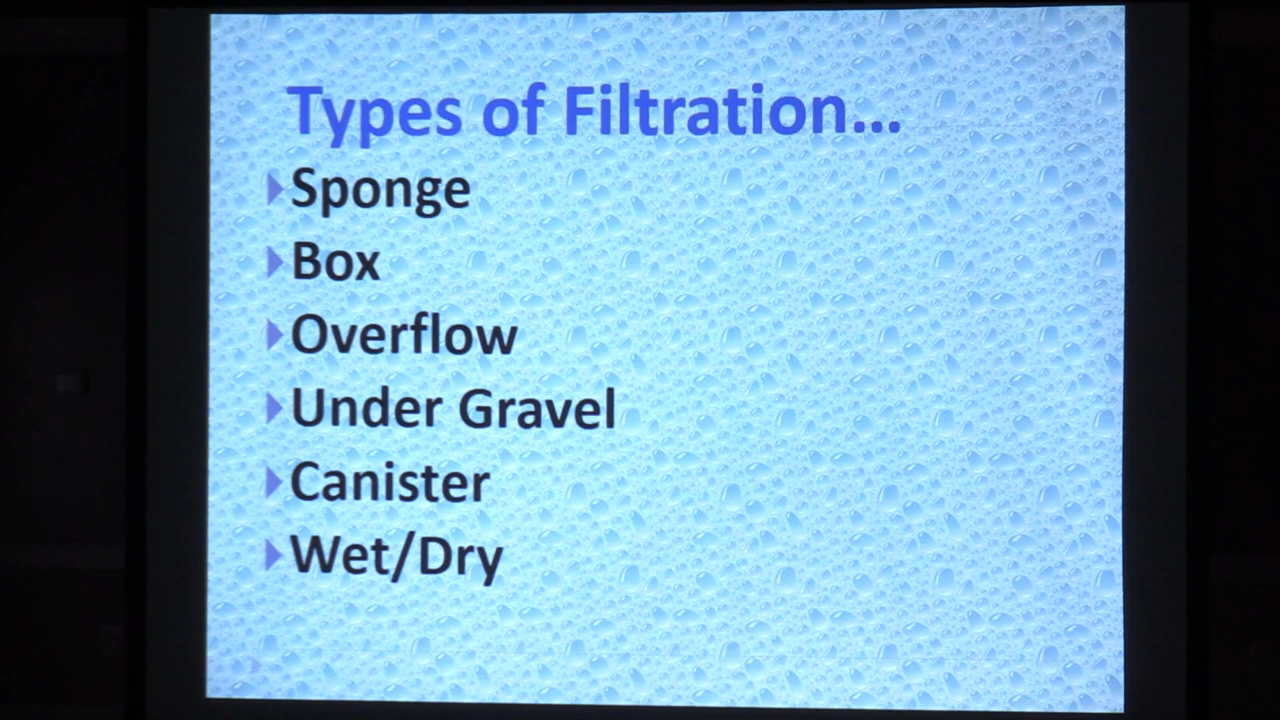 Types of Filtration...
Sponge
Box
Overflow
Under Gravel
Canister
Wet/Dry